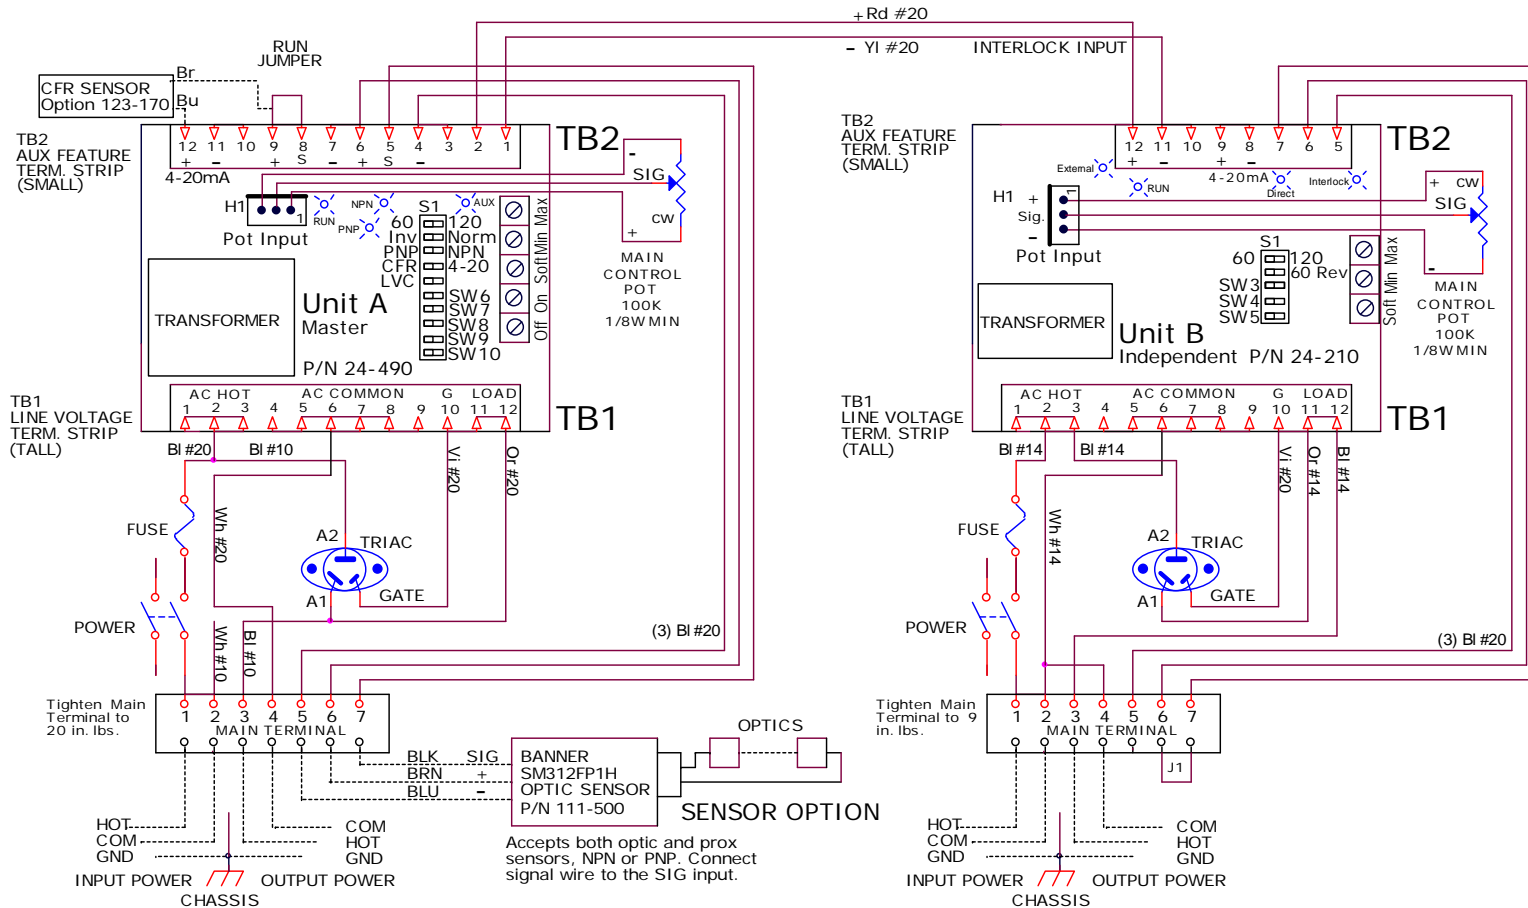 + Rd #20
- Yl #20
INTERLOCK INPUT
RUN
JUMPER
CFR SENSOR
Option 123-170
Br
Bu
TB2
AUX FEATURE
TERM. STRIP
(SMALL)
12 11 10 9 8 7 6 5 4 3 2 1
+ - + S - + S -
4-20mA
TB2
H1
1
Pot Input
RUN
PNP
NPN
AUX
-
SIG
CW
+
MAIN
CONTROL
POT
100K
1/8W MIN
S1
60 120
Inv Norm
PNP NPN
CFR 4-20
LVC
SW6
SW7
SW8
SW9
SW10
Off On Soft Min Max
TRANSFORMER
Unit A
Master
P/N 24-490
TB1
LINE VOLTAGE
TERM. STRIP
(TALL)
AC HOT AC COMMON G LOAD
1 2 3 4 5 6 7 8 9 10 11 12
TB1
Bl #20
Bl #10
Vi #20
Or #20
FUSE
Wh #20
A2
TRIAC
A1
GATE
POWER
Wh #10
Bl #10
(3) Bl #20
Tighten Main
Terminal to
20 in. lbs.
1 2 3 4 5 6 7
MAIN TERMINAL
BLK SIG
BRN +
BLU -
BANNER
SM312FP1H
OPTIC SENSOR
P/N 111-500
OPTICS
SENSOR OPTION
Accepts both optic and prox
sensors, NPN or PNP. Connect
signal wire to the SIG input.
HOT
COM
GND
COM
HOT
GND
INPUT POWER
OUTPUT POWER
CHASSIS
TB2
AUX FEATURE
TERM. STRIP
(SMALL)
12 11 10 9 8 7 6 5
+ - + -
4-20mA
TB2
External
RUN
Direct
Interlock
H1
+
Sig.
-
1
Pot Input
+ CW
SIG
-
MAIN
CONTROL
POT
100K
1/8W MIN
S1
60 120
60 Rev
SW3
SW4
SW5
Soft Min Max
TRANSFORMER
Unit B
Independent P/N 24-210
TB1
LINE VOLTAGE
TERM. STRIP
(TALL)
AC HOT AC COMMON G LOAD
1 2 3 4 5 6 7 8 9 10 11 12
TB1
Bl #14
Bl #14
Vi #20
Or #14
Bl #14
FUSE
Wh #14
A2
TRIAC
A1
GATE
POWER
(3) Bl #20
Tighten Main
Terminal to 9
in. lbs.
1 2 3 4 5 6 7
MAIN TERMINAL
J1
HOT
COM
GND
COM
HOT
GND
INPUT POWER
OUTPUT POWER
CHASSIS